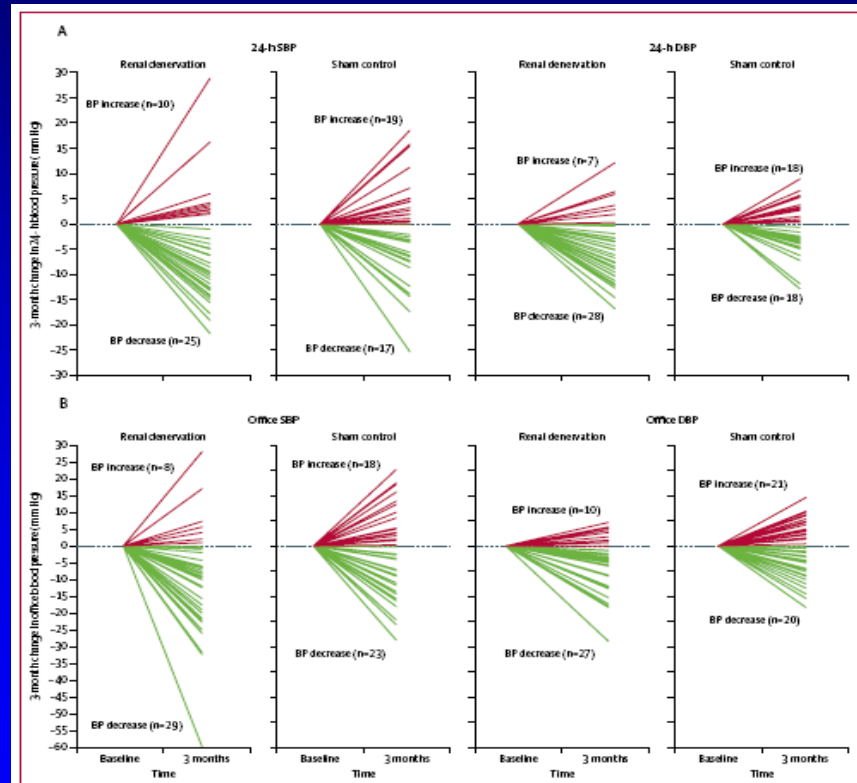 A
24-h SBP
24-h DBP
Renal denervation
Sham control
Renal denervation
Sham control
3-month change in 24-h blood pressure (mm Hg)
30
25
20
15
10
5
0
−5
−10
−15
−20
−25
−30
BP increase (n=10)
BP decrease (n=25)
BP increase (n=19)
BP decrease (n=17)
BP increase (n=7)
BP decrease (n=28)
BP increase (n=18)
BP decrease (n=18)
B
Office SBP
Office DBP
Renal denervation
Sham control
Renal denervation
Sham control
3-month change in office blood pressure (mm Hg)
30
25
20
15
10
5
0
−5
−10
−15
−20
−25
−30
−35
−40
−45
−50
−55
−60
BP increase (n=8)
BP decrease (n=29)
BP increase (n=18)
BP decrease (n=23)
BP increase (n=10)
BP decrease (n=27)
BP increase (n=21)
BP decrease (n=20)
Baseline 3 months
Time
Baseline 3 months
Time
Baseline 3 months
Time
Baseline 3 months
Time